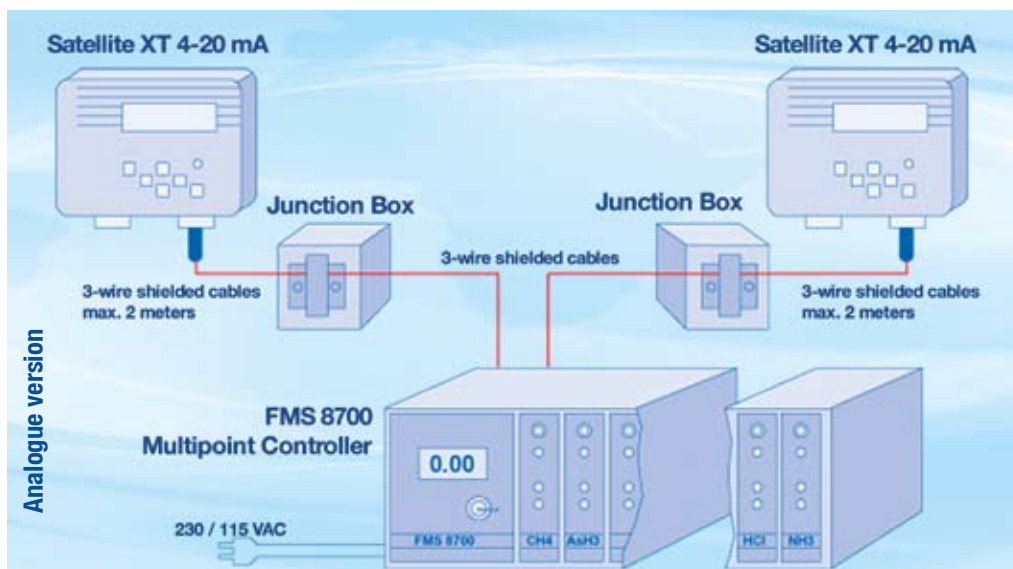 Satellite XT 4-20 mA
Satellite XT 4-20 mA
Junction Box
Junction Box
3-wire shielded cables
3-wire shielded cables
max. 2 meters
3-wire shielded cables
max. 2 meters
Analogue version
FMS 8700
Multipoint Controller
0.00
230 / 115 VAC
FMS 8700
CH4
AsH3
HCl
NH3